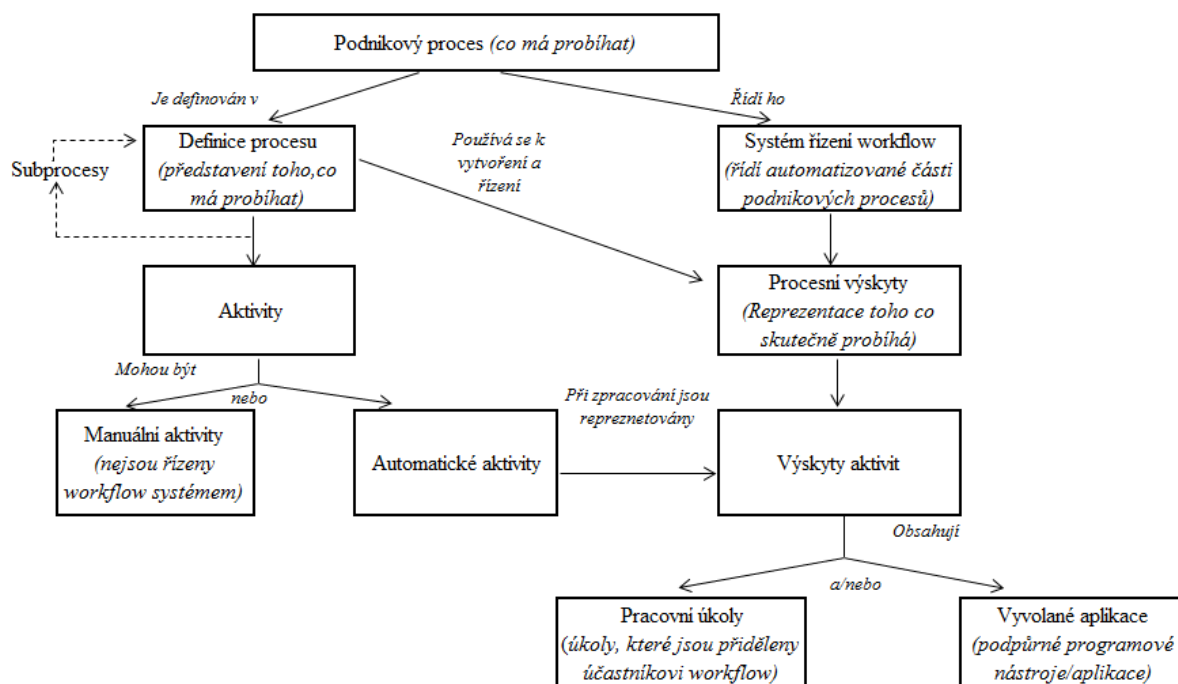 Podnikový proces (co má probíhat)
Je definován v
Řídí ho
Definice procesu
(představení toho,co
má probíhat)
Používá se k
vytvoření a
řízení
Systém řízení workflow
(řídí automatizované části
podnikových procesů)
Subprocesy
Aktivity
Procesní výskyty
(Reprezentace toho co
skutečně probíhá)
Mohou být
nebo
Při zpracování jsou
repreznetovány
Manuální aktivity
(nejsou řízeny
workflow systémem)
Automatické aktivity
Výskyty aktivit
Obsahují
a/nebo
Pracovní úkoly
(úkoly, které jsou přiděleny
účastníkovi workflow)
Vyvolané aplikace
(podpůrné programové
nástroje/aplikace)